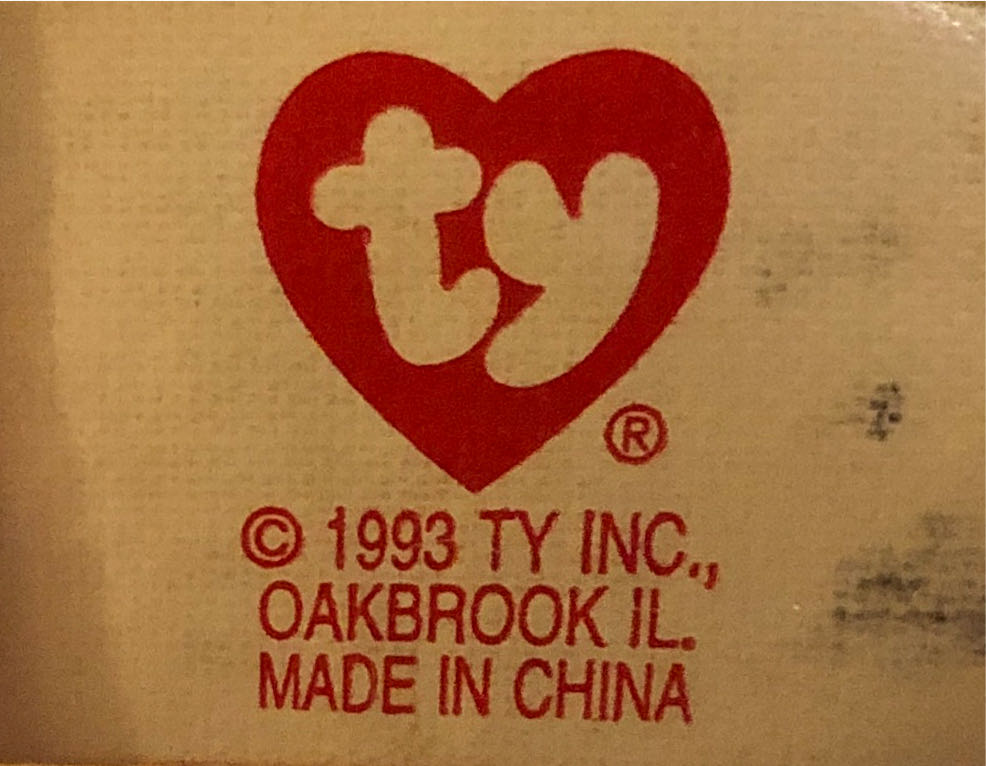 ty
®
© 1993 TY INC.,
OAKBROOK IL.
MADE IN CHINA